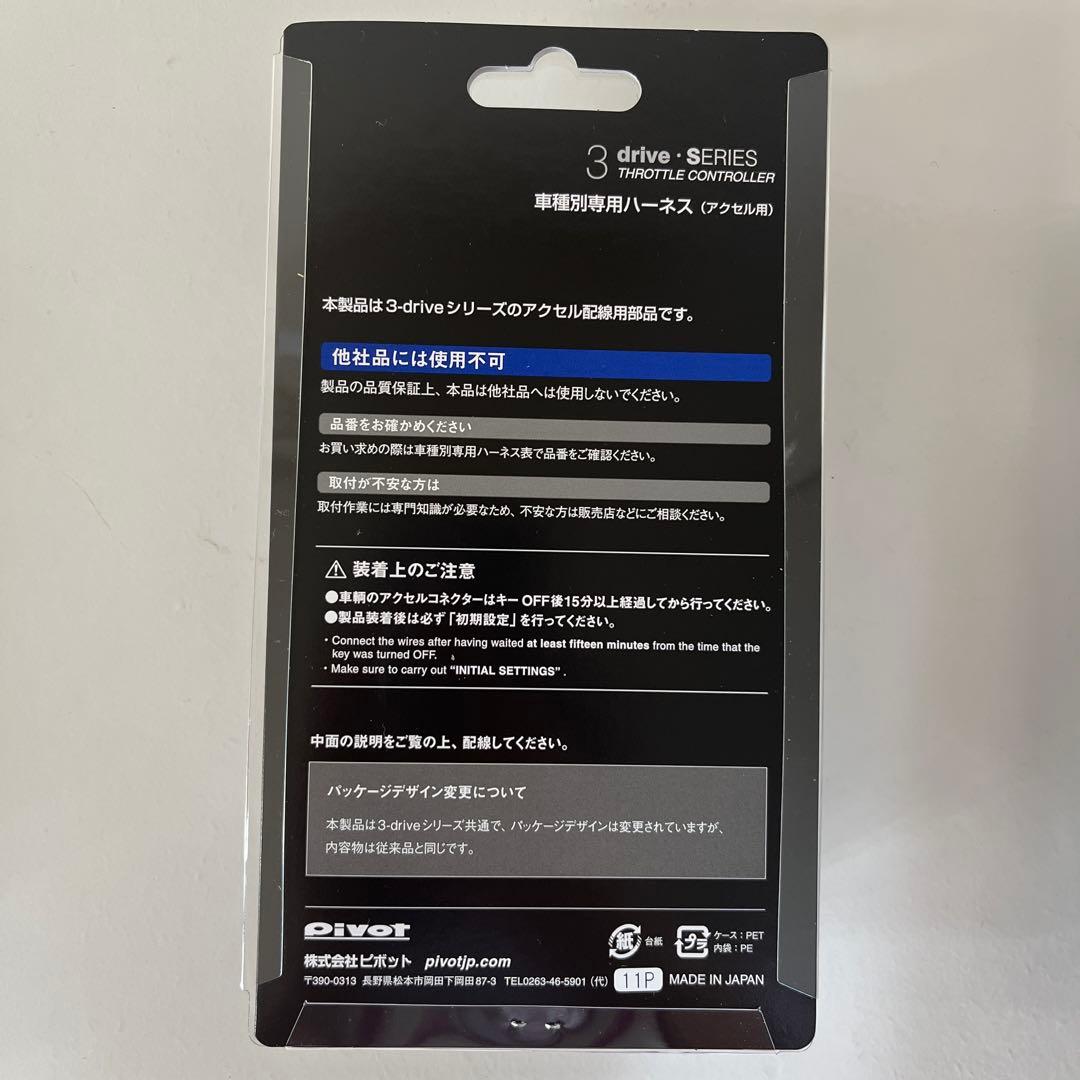 3 drive・SERIES
THROTTLE CONTROLLER
車種別専用ハーネス（アクセル用）
本製品は3-driveシリーズのアクセル配線用部品です。
他社品には使用不可
製品の品質保証上、本品は他社品へは使用しないでください。
品番をお確かめください
お買い求めの際は車種別専用ハーネス表で品番をご確認ください。
取付が不安な方は
取付作業には専門知識が必要なため、不安な方は販売店などにご相談ください。
⚠装着上のご注意
●車輌のアクセルコネクターはキーOFF後15分以上経過してから行ってください。
●製品装着後は必ず「初期設定」を行ってください。
・Connect the wires after having waited at least fifteen minutes from the time that the
key was turned OFF.
・Make sure to carry out “INITIAL SETTINGS”.
中面の説明をご覧の上、配線してください。
パッケージデザイン変更について
本製品は3-driveシリーズ共通で、パッケージデザインは変更されていますが、
内容物は従来品と同じです。
Pivot
株式会社ピボット pivotjp.com
〒390-0313 長野県松本市岡田下岡田87-3 TEL0263-46-5901（代）
紙 台紙
プラ ケース：PET
内袋：PE
11P MADE IN JAPAN